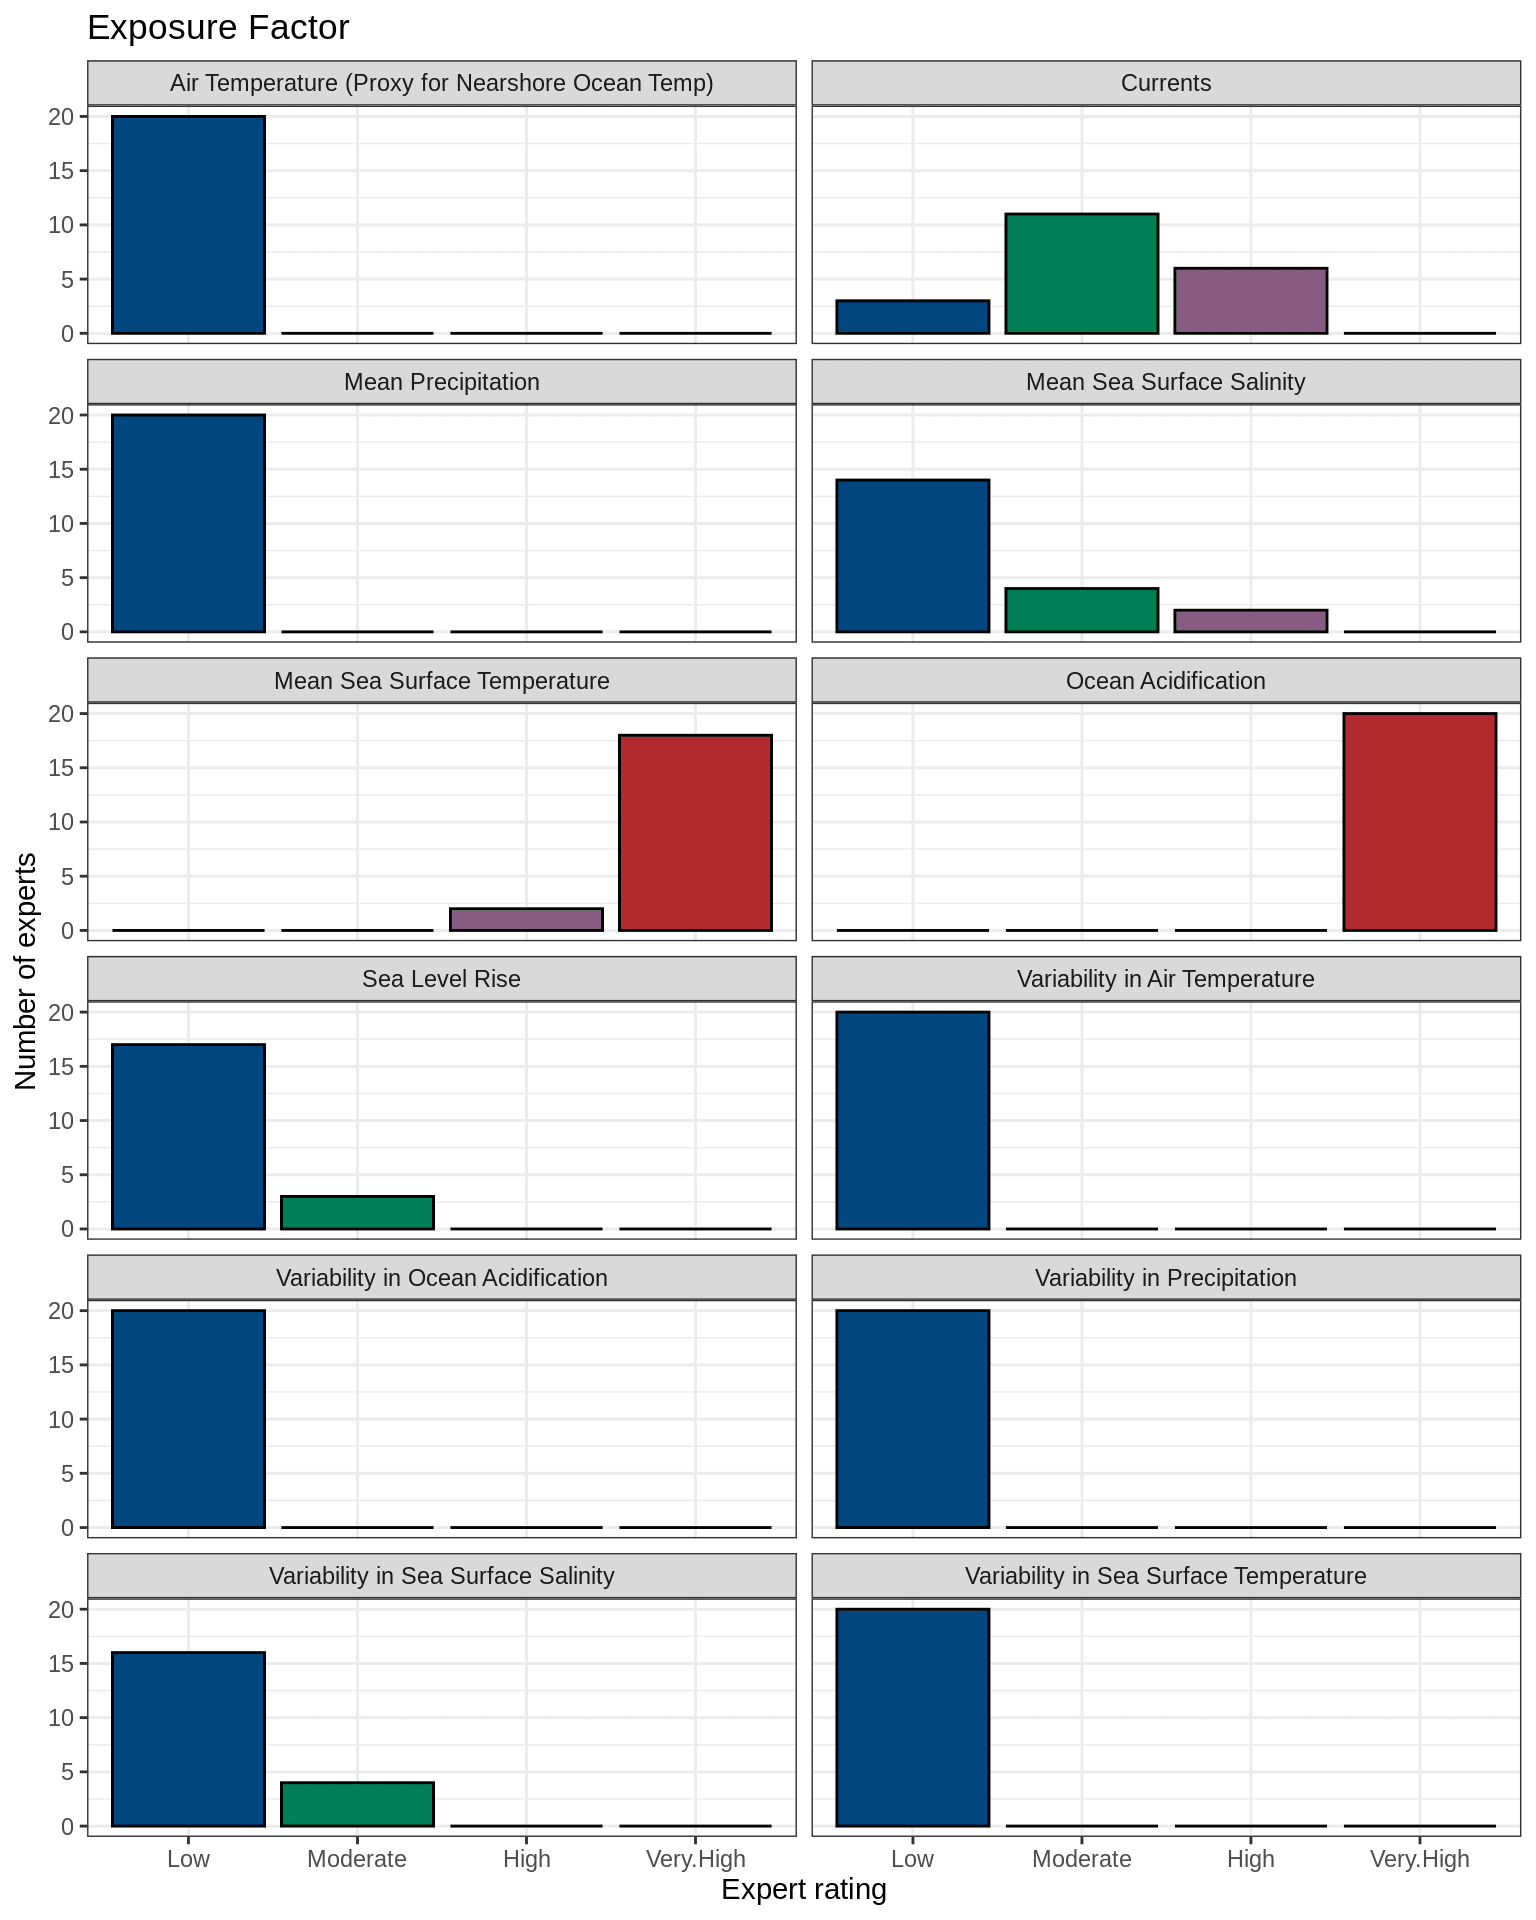 Exposure Factor
Air Temperature (Proxy for Nearshore Ocean Temp)
Currents
20
15
10
5
0
Mean Precipitation
Mean Sea Surface Salinity
20
15
10
5
0
Mean Sea Surface Temperature
Ocean Acidification
20
15
10
5
0
Number of experts
Sea Level Rise
Variability in Air Temperature
20
15
10
5
0
Variability in Ocean Acidification
Variability in Precipitation
20
15
10
5
0
Variability in Sea Surface Salinity
Variability in Sea Surface Temperature
20
15
10
5
0
Low Moderate High Very.High Low Moderate High Very.High
Expert rating